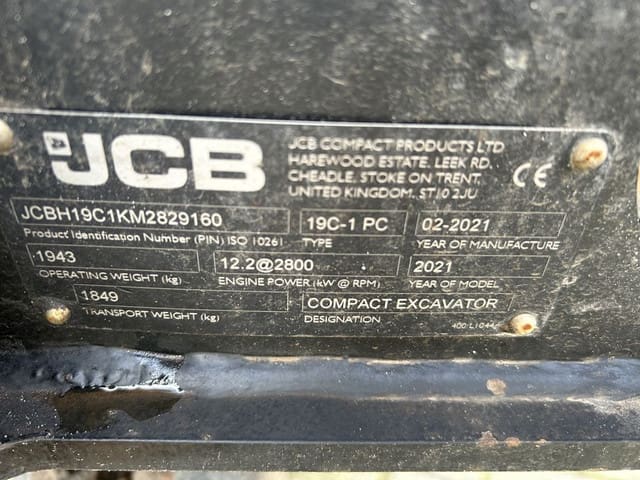 JCB
JCB COMPACT PRODUCTS LTD
HAREWOOD ESTATE. LEEK RD.
CHEADLE, STOKE ON TRENT.
UNITED KINGDOM. ST10 2JU
CE
JCBH19C1KM2829160
Product Identification Number (PIN) ISO 10261
19C-1 PC
TYPE
02-2021
YEAR OF MANUFACTURE
1943
OPERATING WEIGHT (kg)
12.2@2800
ENGINE POWER (kW @ RPM)
2021
YEAR OF MODEL
1849
TRANSPORT WEIGHT (kg)
COMPACT EXCAVATOR
DESIGNATION